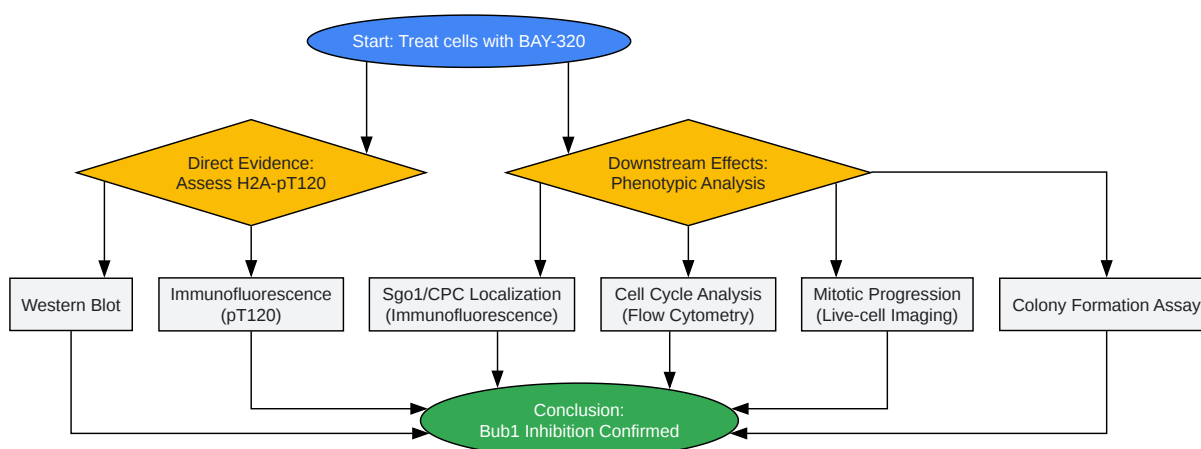 Start: Treat cells with BAY-320
Direct Evidence:
Assess H2A-pT120
Downstream Effects:
Phenotypic Analysis
Western Blot
Immunofluorescence
(pT120)
Sgo1/CPC Localization
(Immunofluorescence)
Cell Cycle Analysis
(Flow Cytometry)
Mitotic Progression
(Live-cell Imaging)
Colony Formation Assay
Conclusion:
Bub1 Inhibition Confirmed